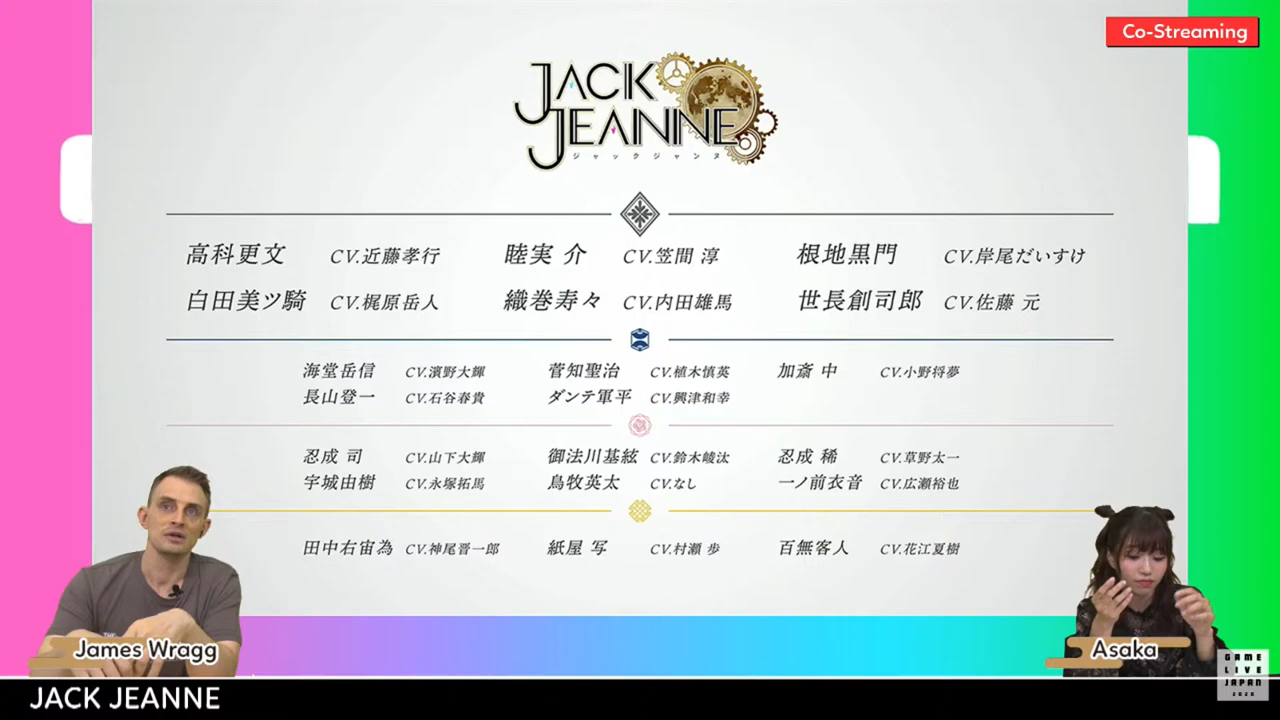 Co-Streaming
JACK
JEANNE
ジャックジャンヌ
高科更文 CV.近藤孝行 睦実 介 CV.笠間 淳 根地黒門 CV.岸尾だいすけ
白田美ツ騎 CV.梶原岳人 織巻寿々 CV.内田雄馬 世長創司郎 CV.佐藤 元
海堂岳信 CV.濱野大輝 菅知聖治 CV.植木慎英 加斎 中 CV.小野将夢
長山登一 CV.石谷春貴 ダンテ軍平 CV.興津和幸
忍成 司 CV.山下大輝 御法川基絃 CV.鈴木崚汰 忍成 稀 CV.草野太一
宇城由樹 CV.永塚拓馬 鳥牧英太 CV.なし 一ノ前衣音 CV.広瀬裕也
田中右宙為 CV.神尾晋一郎 紙屋 写 CV.村瀬 歩 百無客人 CV.花江夏樹
THE
James Wragg
Asaka
GAME
LIVE
JAPAN
2020
JACK JEANNE